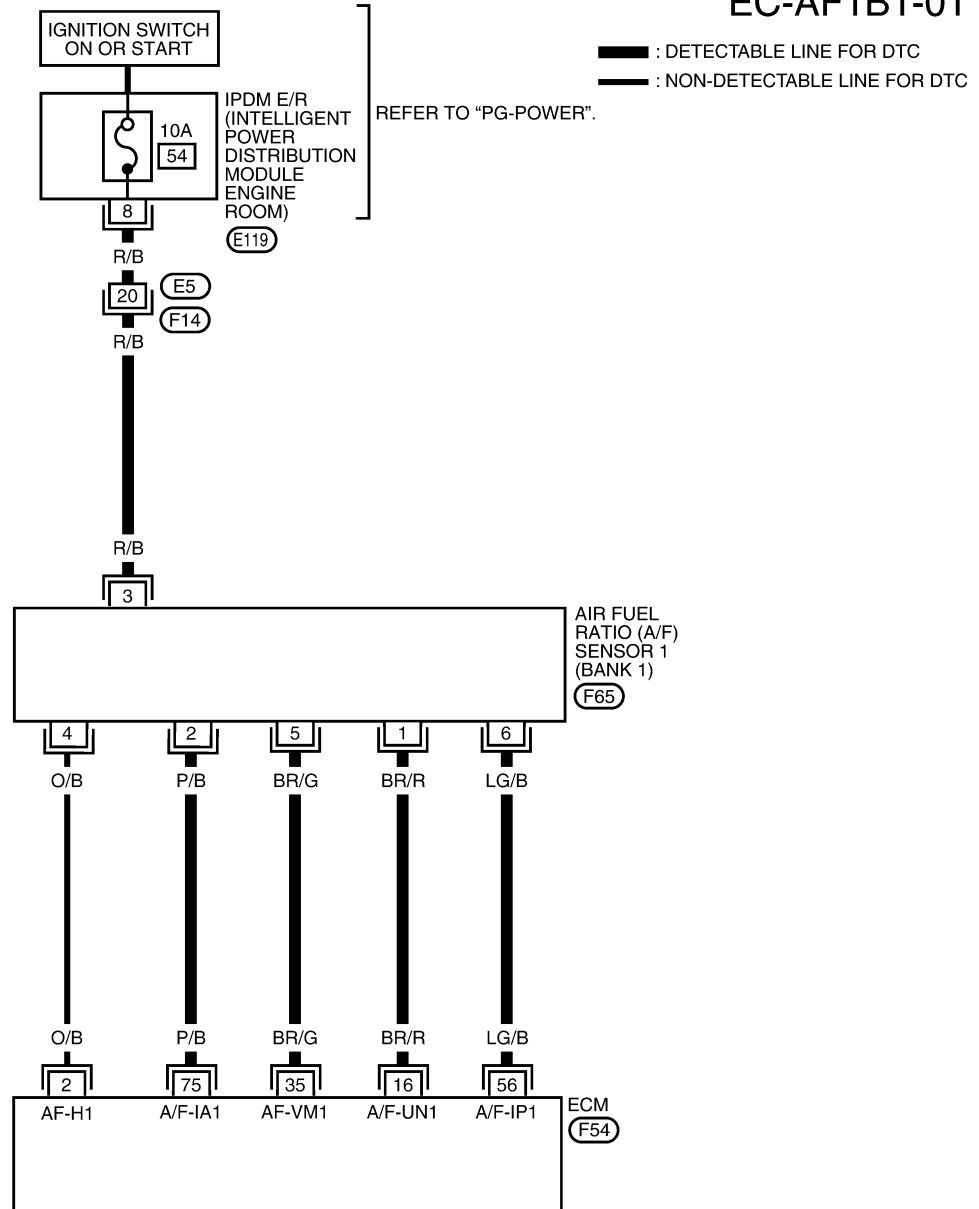 EC-AF1B1-01
IGNITION SWITCH
ON OR START
: DETECTABLE LINE FOR DTC
: NON-DETECTABLE LINE FOR DTC
IPDM E/R
(INTELLIGENT
POWER
DISTRIBUTION
MODULE
ENGINE
ROOM)
REFER TO “PG-POWER”.
10A
54
8
E119
R/B
20
E5
F14
R/B
R/B
3
AIR FUEL
RATIO (A/F)
SENSOR 1
(BANK 1)
F65
4 2 5 1 6
O/B P/B BR/G BR/R LG/B
O/B P/B BR/G BR/R LG/B
2 75 35 16 56
AF-H1 A/F-IA1 AF-VM1 A/F-UN1 A/F-IP1
ECM
F54